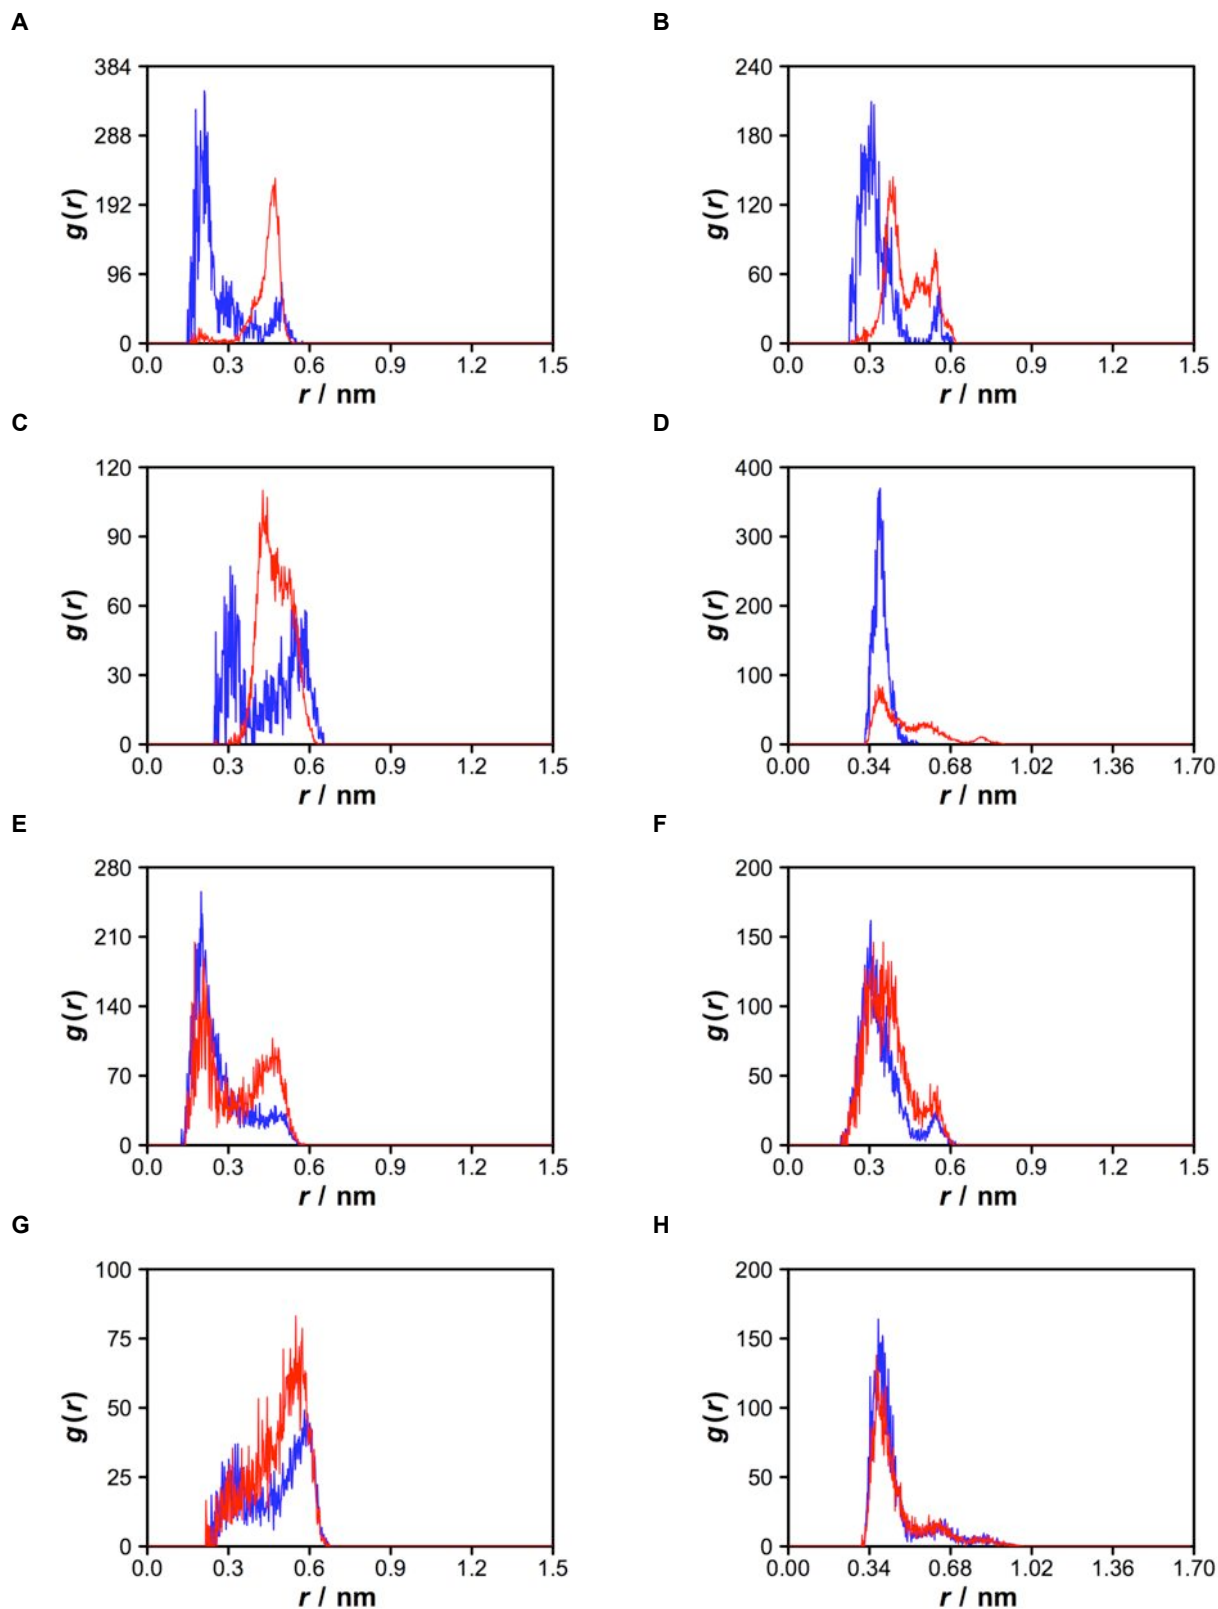 A
B
384
288
192
96
0
g(r)
0.0 0.3 0.6 0.9 1.2 1.5
r / nm
240
180
120
60
0
g(r)
0.0 0.3 0.6 0.9 1.2 1.5
r / nm
C
D
120
90
60
30
0
g(r)
0.0 0.3 0.6 0.9 1.2 1.5
r / nm
400
300
200
100
0
g(r)
0.00 0.34 0.68 1.02 1.36 1.70
r / nm
E
F
280
210
140
70
0
g(r)
0.0 0.3 0.6 0.9 1.2 1.5
r / nm
200
150
100
50
0
g(r)
0.00 0.3 0.6 0.9 1.2 1.5
r / nm
G
H
100
75
50
25
0
g(r)
0.0 0.3 0.6 0.9 1.2 1.5
r / nm
200
150
100
50
0
g(r)
0.00 0.34 0.68 1.02 1.36 1.70
r / nm